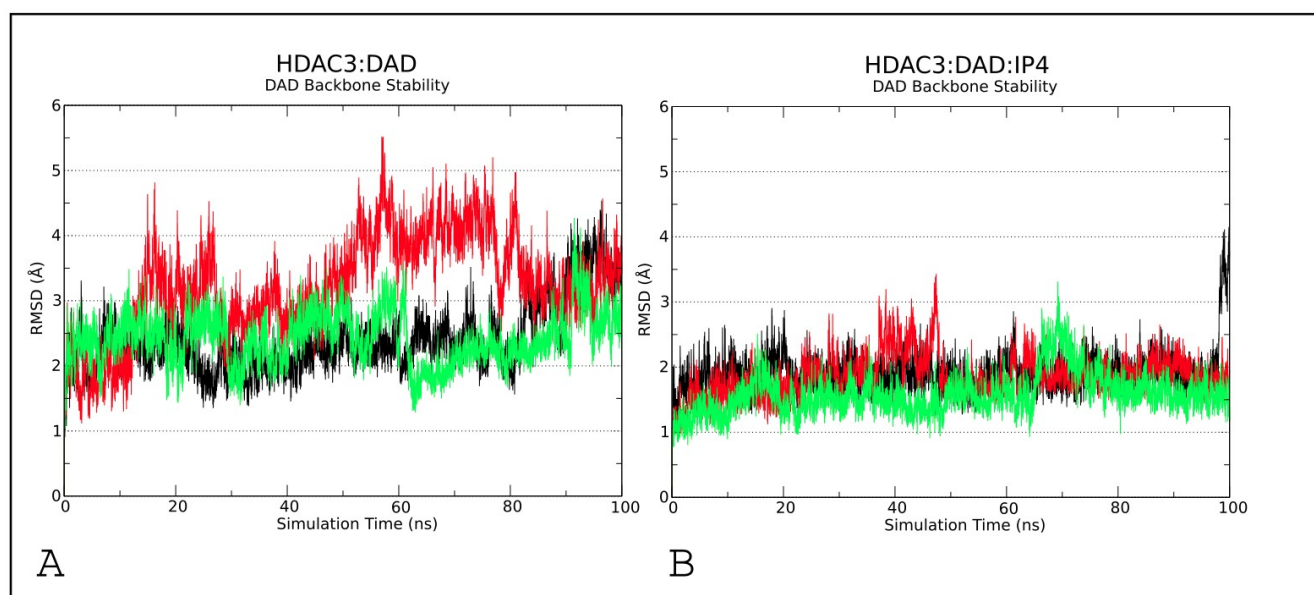 HDAC3:DAD
DAD Backbone Stability
6
5
4
3
2
1
0
RMSD (Å)
0 20 40 60 80 100
Simulation Time (ns)
A
HDAC3:DAD:IP4
DAD Backbone Stability
6
5
4
3
2
1
0
RMSD (Å)
0 20 40 60 80 100
Simulation Time (ns)
B